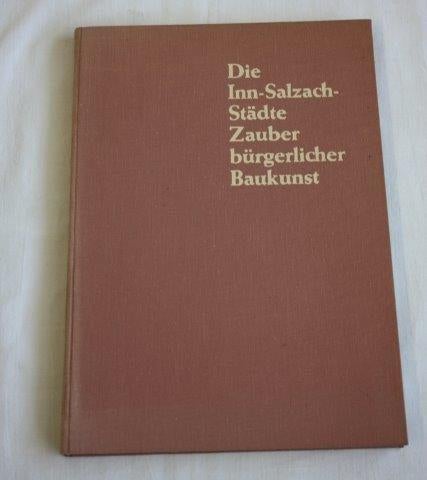 Die
Inn-Salzach-
Städte
Zauber
bürgerlicher
Baukunst